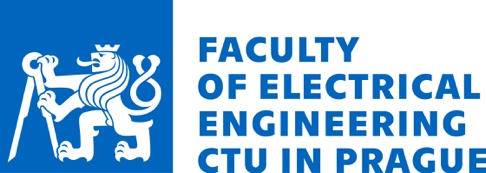 FACULTY
OF ELECTRICAL
ENGINEERING
CTU IN PRAGUE